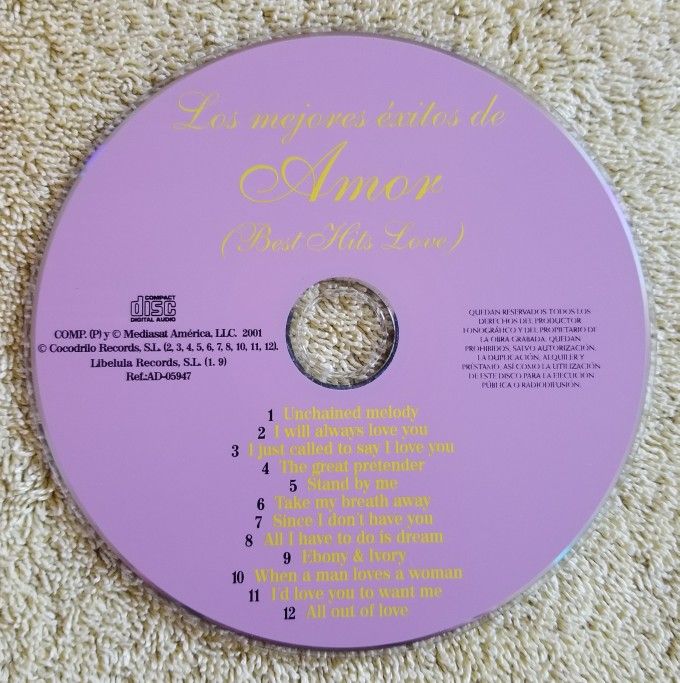 Los mejores éxitos de
Amor
(Best Hits Love)
COMPACT
disc
DIGITAL AUDIO
COMP. (P) y © Mediasat América, LLC. 2001
© Cocodrilo Records, S.L. (2, 3, 4, 5, 6, 7, 8, 10, 11, 12).
Libelula Records, S.L. (1. 9)
Ref.:AD-05947
QUEDAN RESERVADOS TODOS LOS
DERECHOS DEL PRODUCTOR
FONOGRÁFICO Y DEL PROPIETARIO DE
LA OBRA GRABADA. QUEDAN
PROHIBIDOS, SALVO AUTORIZACIÓN,
LA DUPLICACIÓN, ALQUILER Y
PRÉSTAMO, ASÍ COMO LA UTILIZACIÓN
DE ESTE DISCO PARA LA EJECUCIÓN
PÚBLICA O RADIODIFUSIÓN.
1 Unchained melody
2 I will always love you
3 I just called to say I love you
4 The great pretender
5 Stand by me
6 Take my breath away
7 Since I don't have you
8 All I have to do is dream
9 Ebony & Ivory
10 When a man loves a woman
11 I'd love you to want me
12 All out of love